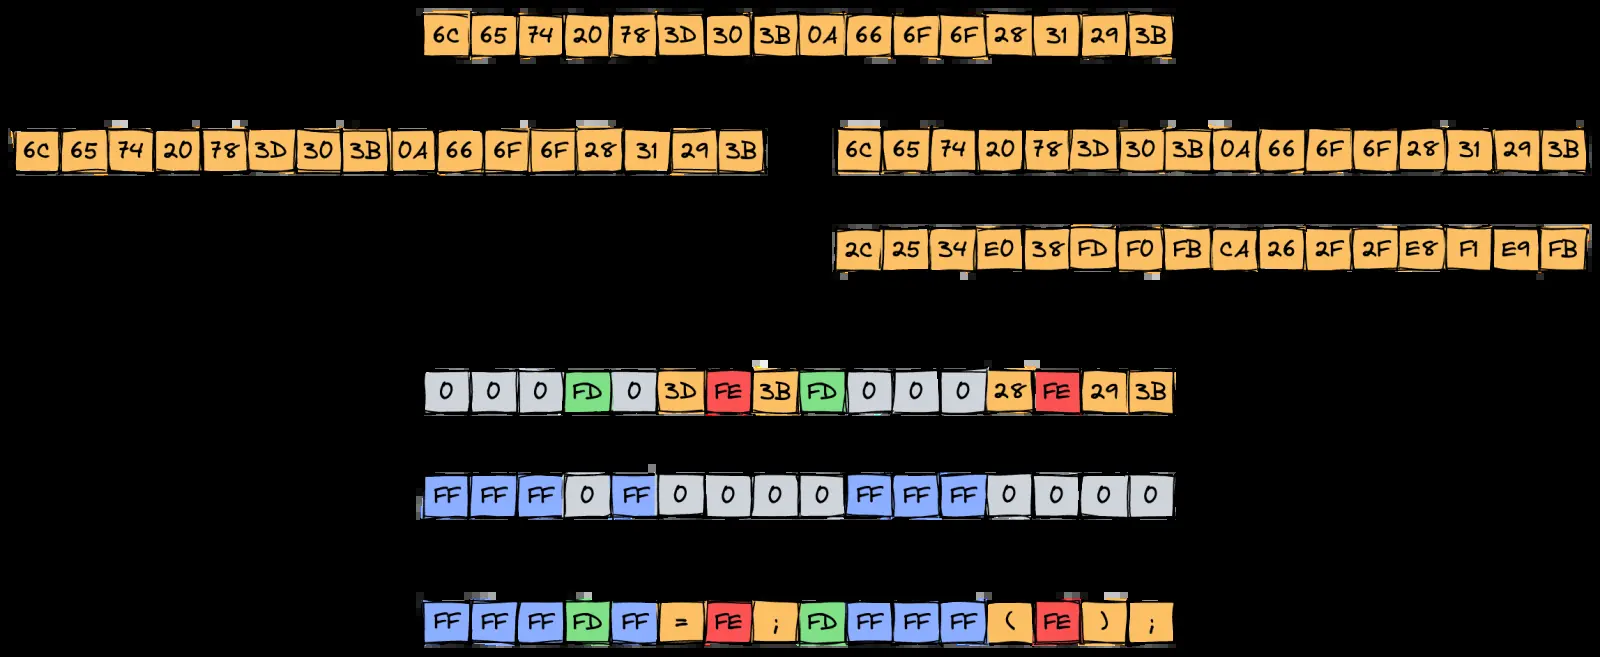 6C 65 74 20 78 3D 30 3B 0A 66 6F 6F 28 31 29 3B
6C 65 74 20 78 3D 30 3B 0A 66 6F 6F 28 31 29 3B
6C 65 74 20 78 3D 30 3B 0A 66 6F 6F 28 31 29 3B
2C 25 34 E0 38 FD F0 FB CA 26 2F 2F E8 F1 E9 FB
0 0 0 FD 0 3D FE 3B FD 0 0 0 28 FE 29 3B
FF FF FF 0 FF 0 0 0 0 FF FF FF 0 0 0 0
FF FF FF FD FF = FE ; FD FF FF FF ( FE ) ;